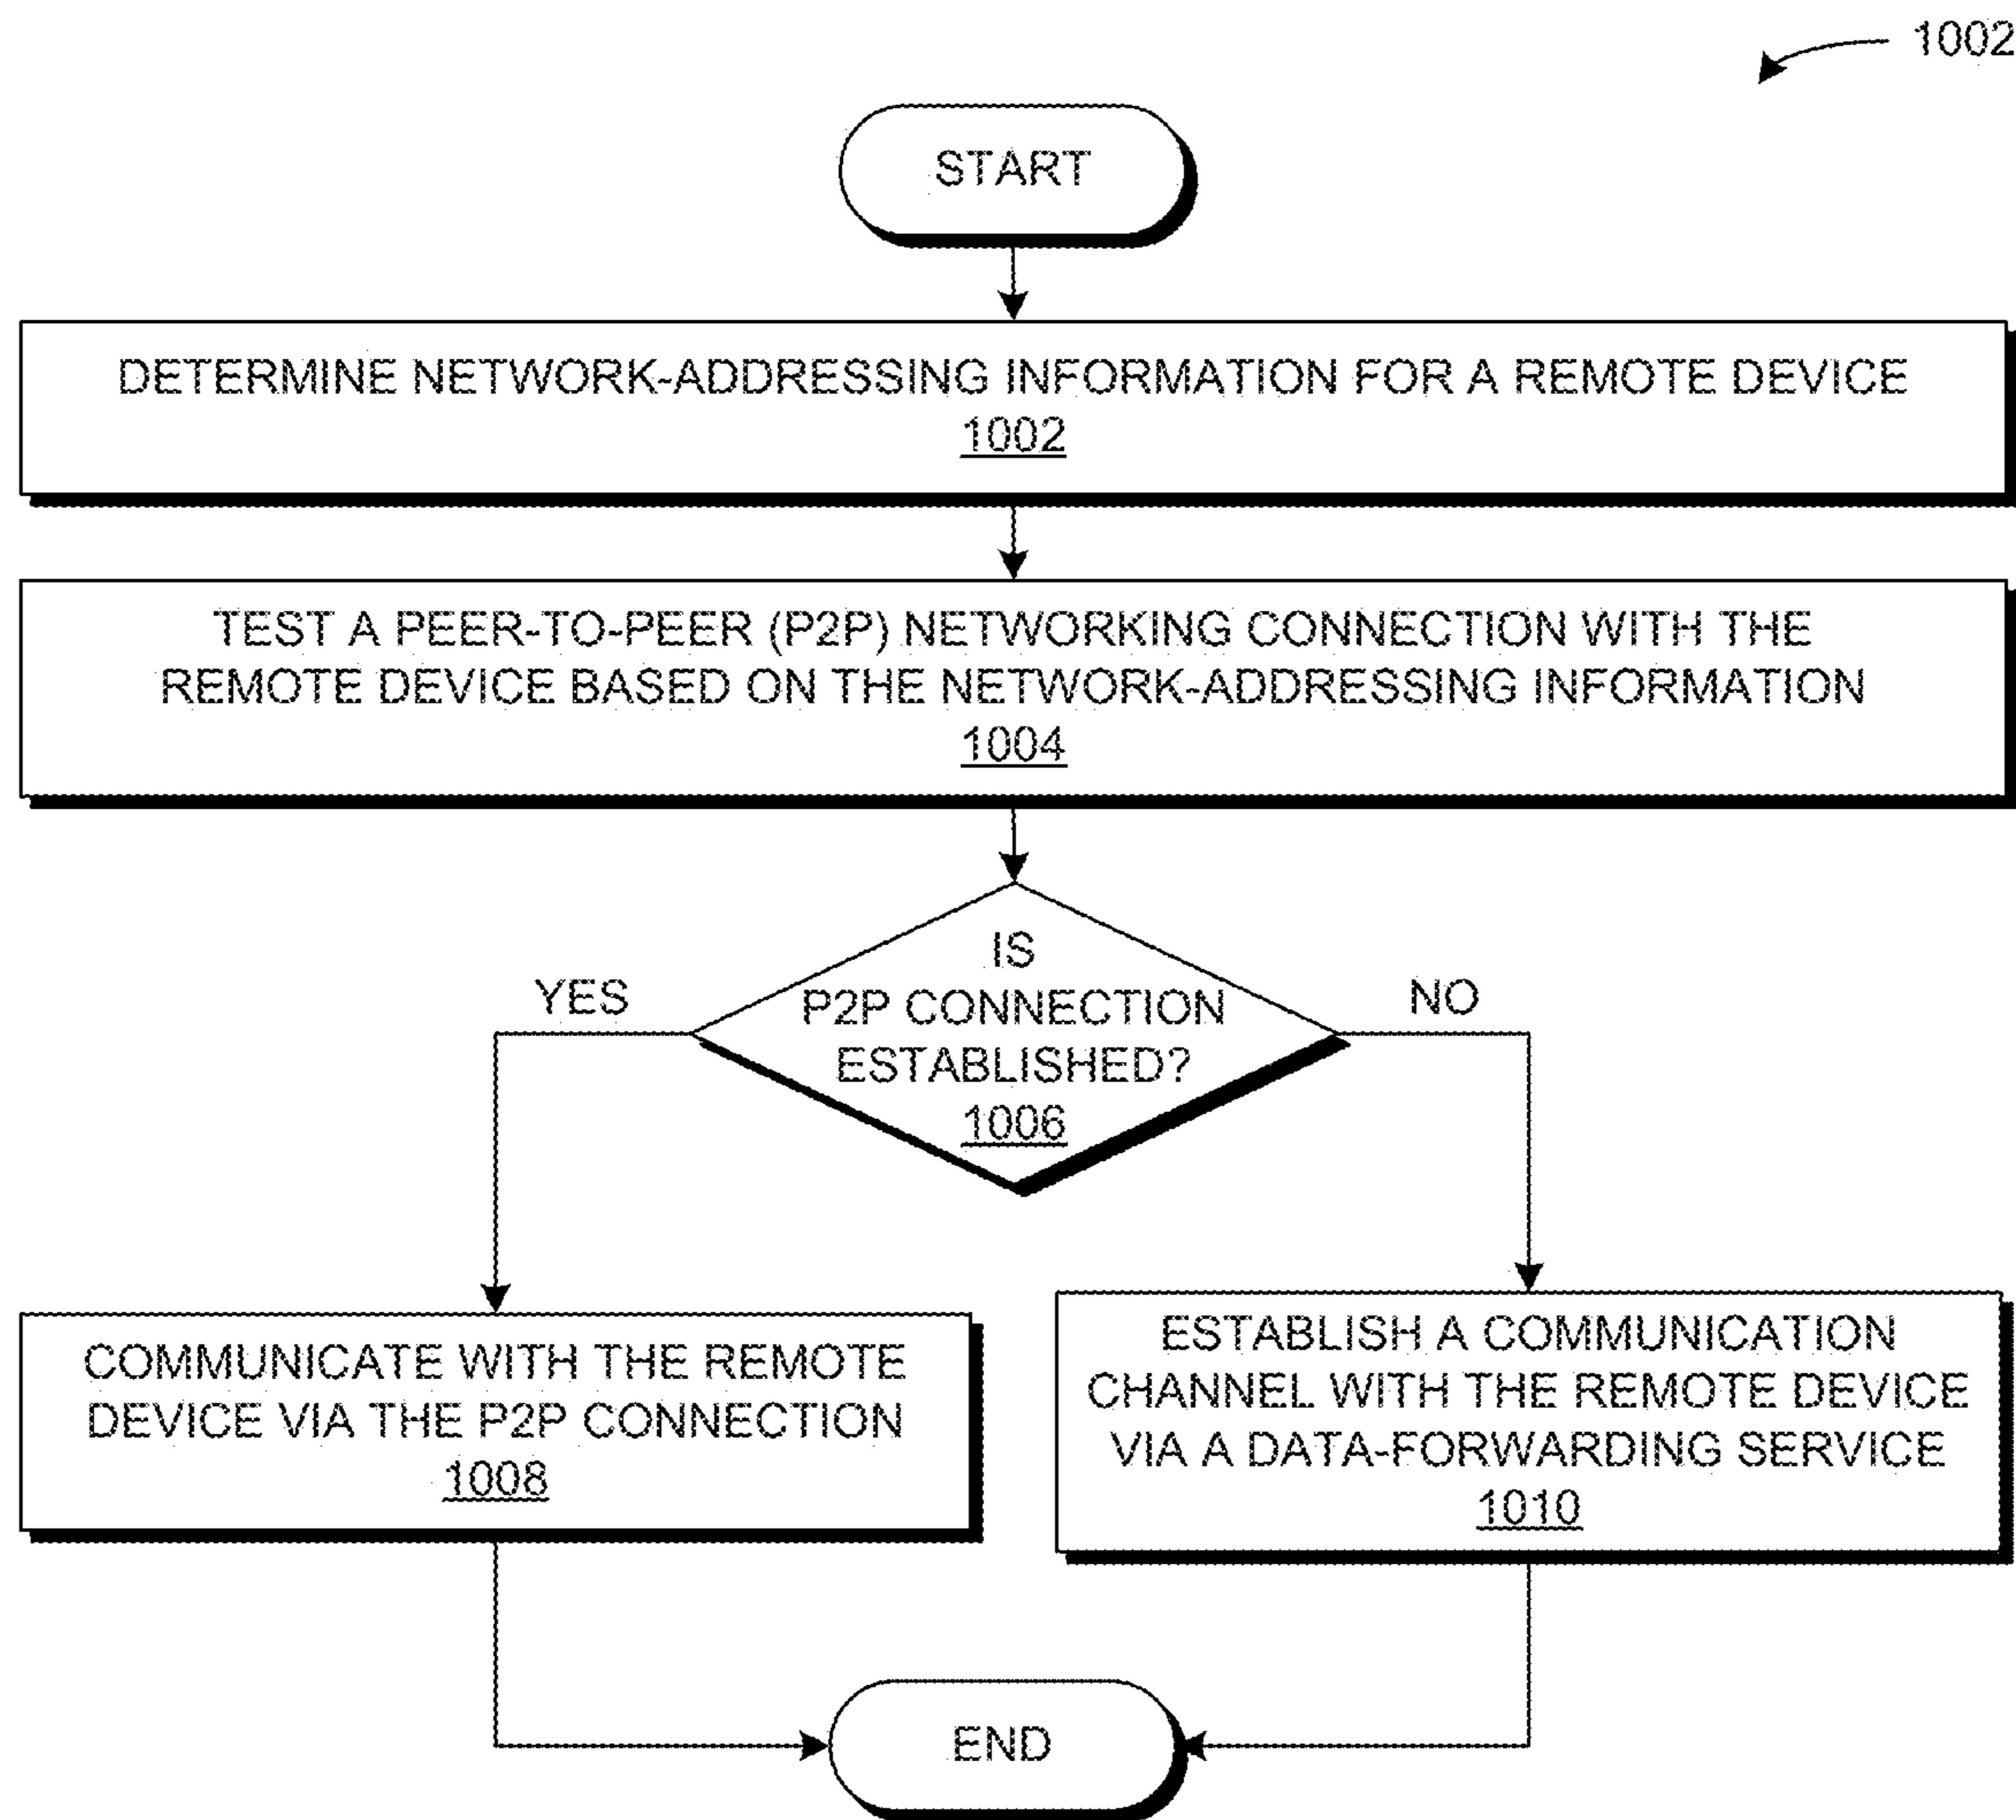 1002
START
DETERMINE NETWORK-ADDRESSING INFORMATION FOR A REMOTE DEVICE
1002
TEST A PEER-TO-PEER (P2P) NETWORKING CONNECTION WITH THE
REMOTE DEVICE BASED ON THE NETWORK-ADDRESSING INFORMATION
1004
IS
P2P CONNECTION
ESTABLISHED?
1006
YES
NO
COMMUNICATE WITH THE REMOTE
DEVICE VIA THE P2P CONNECTION
1008
ESTABLISH A COMMUNICATION
CHANNEL WITH THE REMOTE DEVICE
VIA A DATA-FORWARDING SERVICE
1010
END